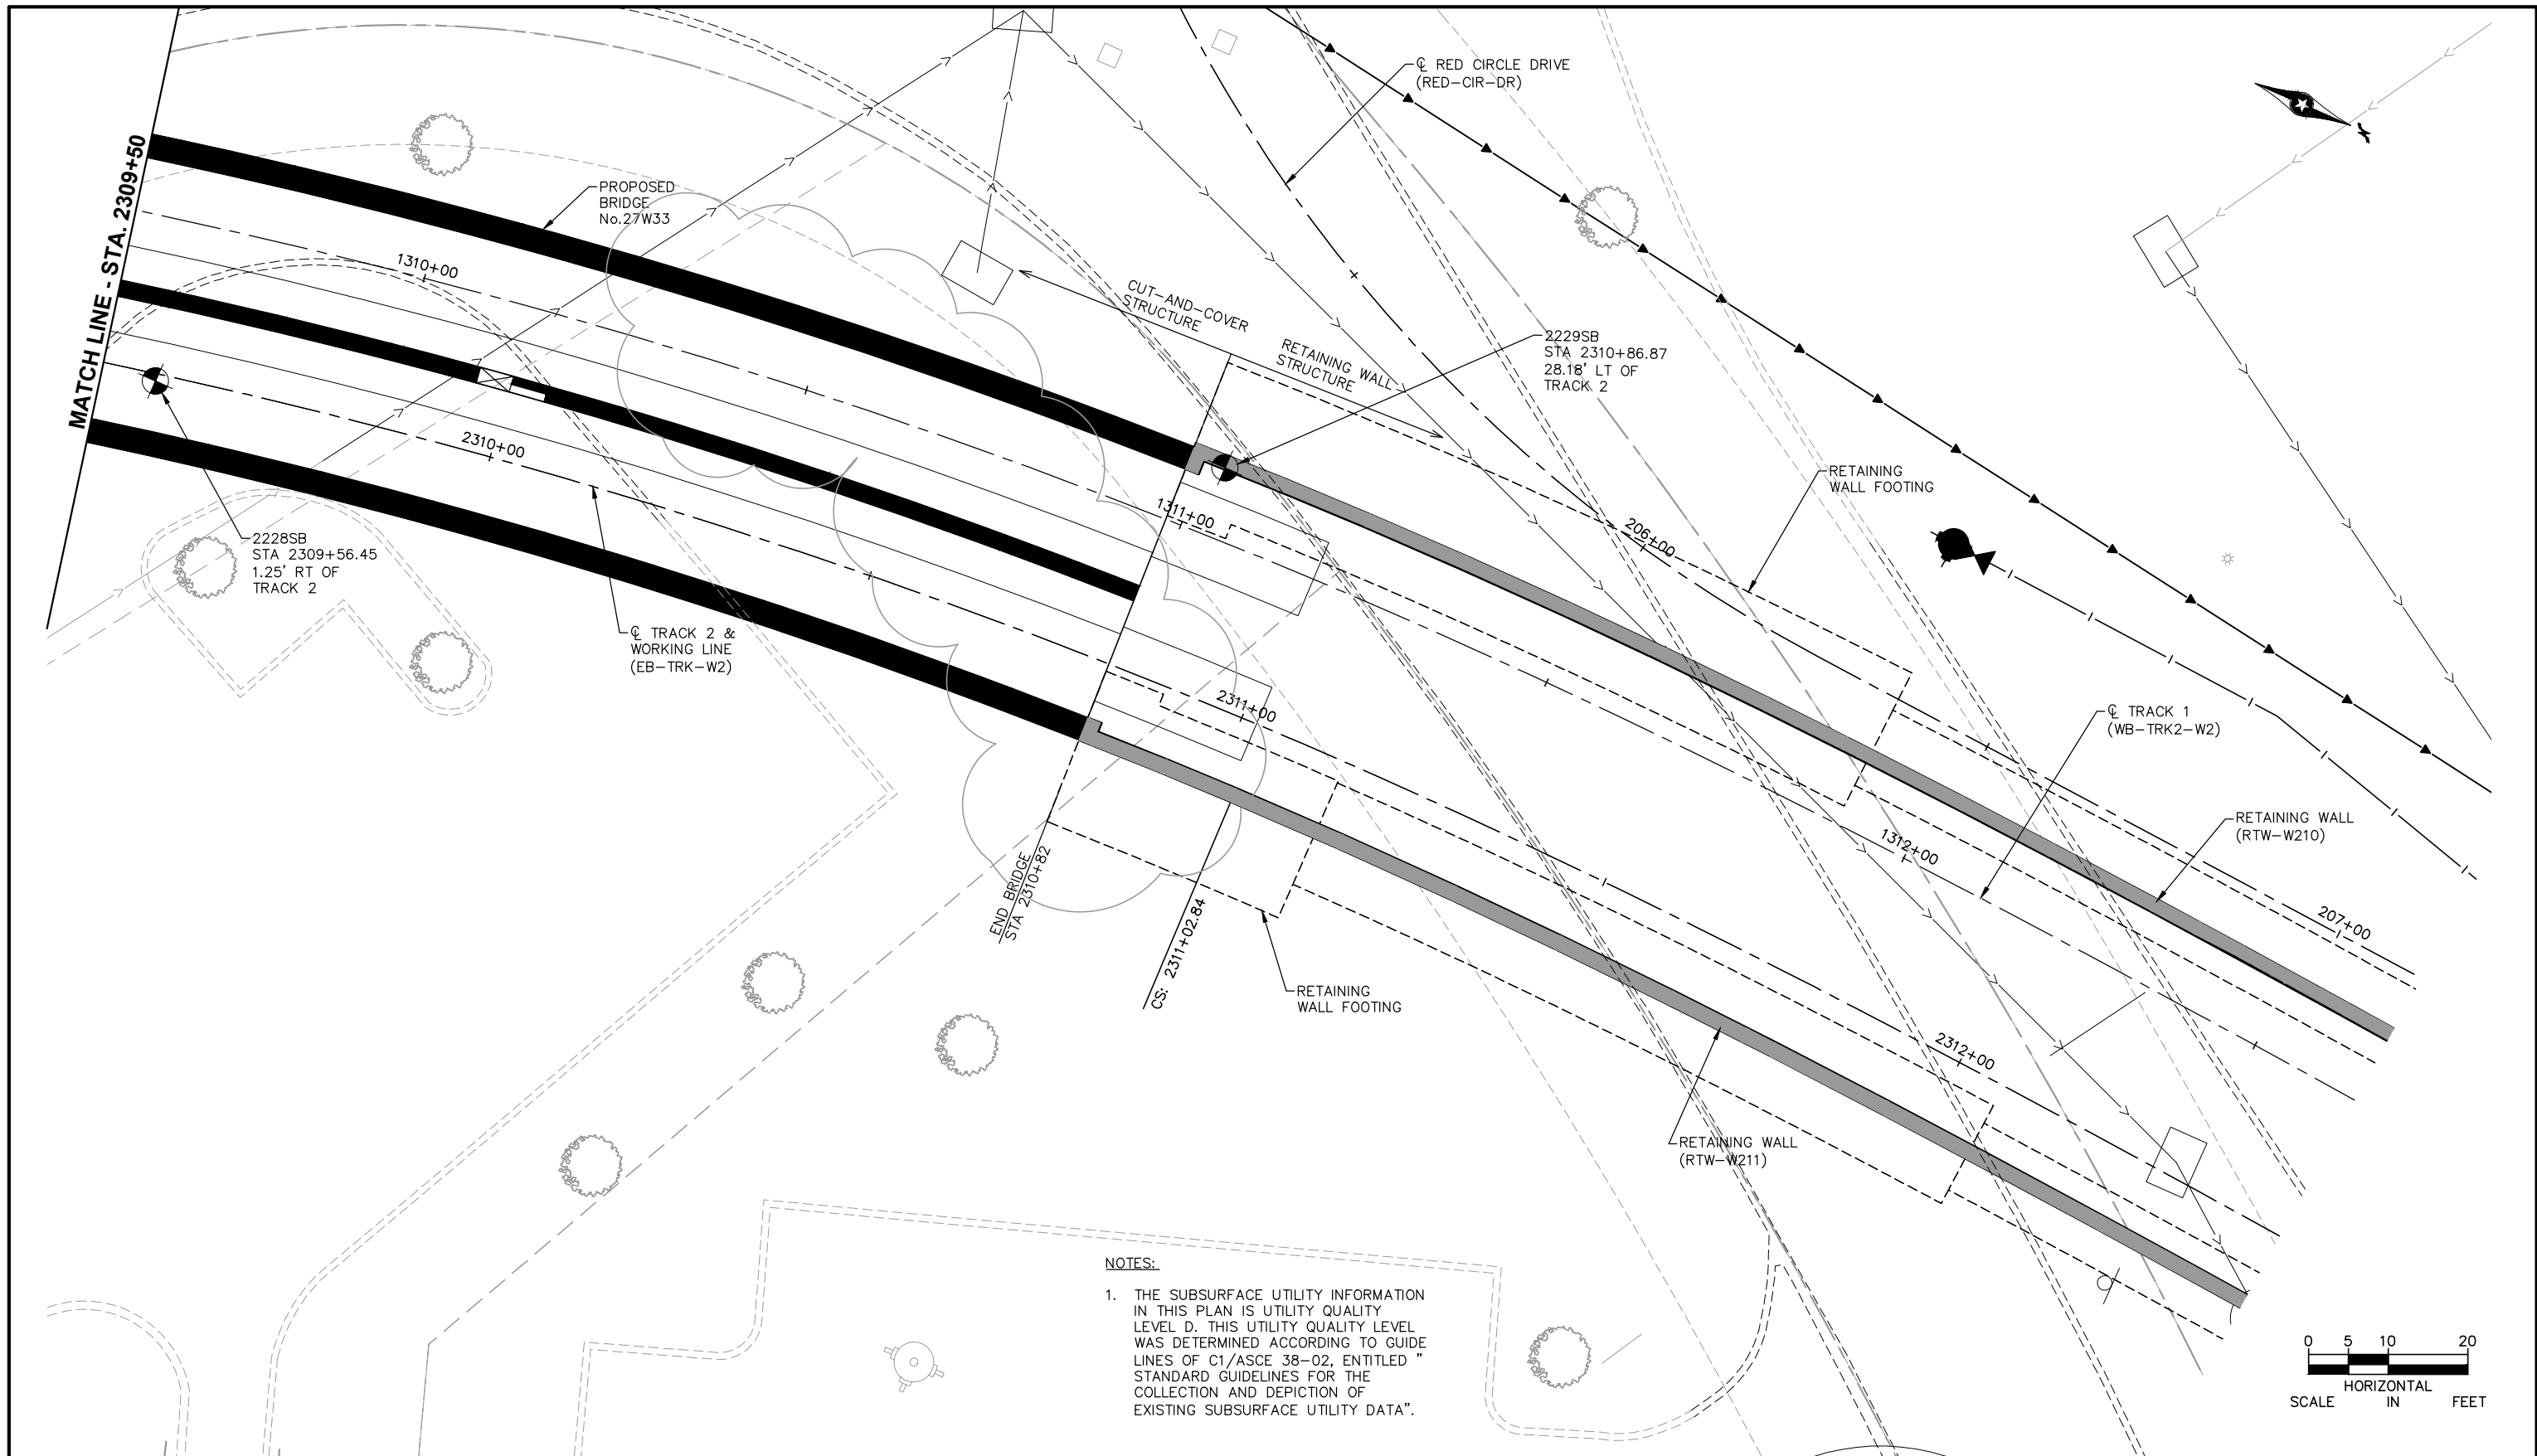 ℄ RED CIRCLE DRIVE
(RED-CIR-DR)
MATCH LINE - STA. 2309+50
PROPOSED
BRIDGE
No.27W33
1310+00
CUT-AND-COVER
STRUCTURE
RETAINING WALL
STRUCTURE
2229SB
STA 2310+86.87
28.18' LT OF
TRACK 2
2310+00
RETAINING
WALL FOOTING
1311+00
206+00
2228SB
STA 2309+56.45
1.25' RT OF
TRACK 2
℄ TRACK 2 &
WORKING LINE
(EB-TRK-W2)
2311+00
℄ TRACK 1
(WB-TRK2-W2)
RETAINING WALL
(RTW-W210)
1312+00
END BRIDGE
STA 2310+82
CS: 2311+02.84
207+00
RETAINING
WALL FOOTING
2312+00
RETAINING WALL
(RTW-W211)
NOTES:
1. THE SUBSURFACE UTILITY INFORMATION
IN THIS PLAN IS UTILITY QUALITY
LEVEL D. THIS UTILITY QUALITY LEVEL
WAS DETERMINED ACCORDING TO GUIDE
LINES OF C1/ASCE 38-02, ENTITLED "
STANDARD GUIDELINES FOR THE
COLLECTION AND DEPICTION OF
EXISTING SUBSURFACE UTILITY DATA".
0 5 10 20
HORIZONTAL
SCALE IN FEET